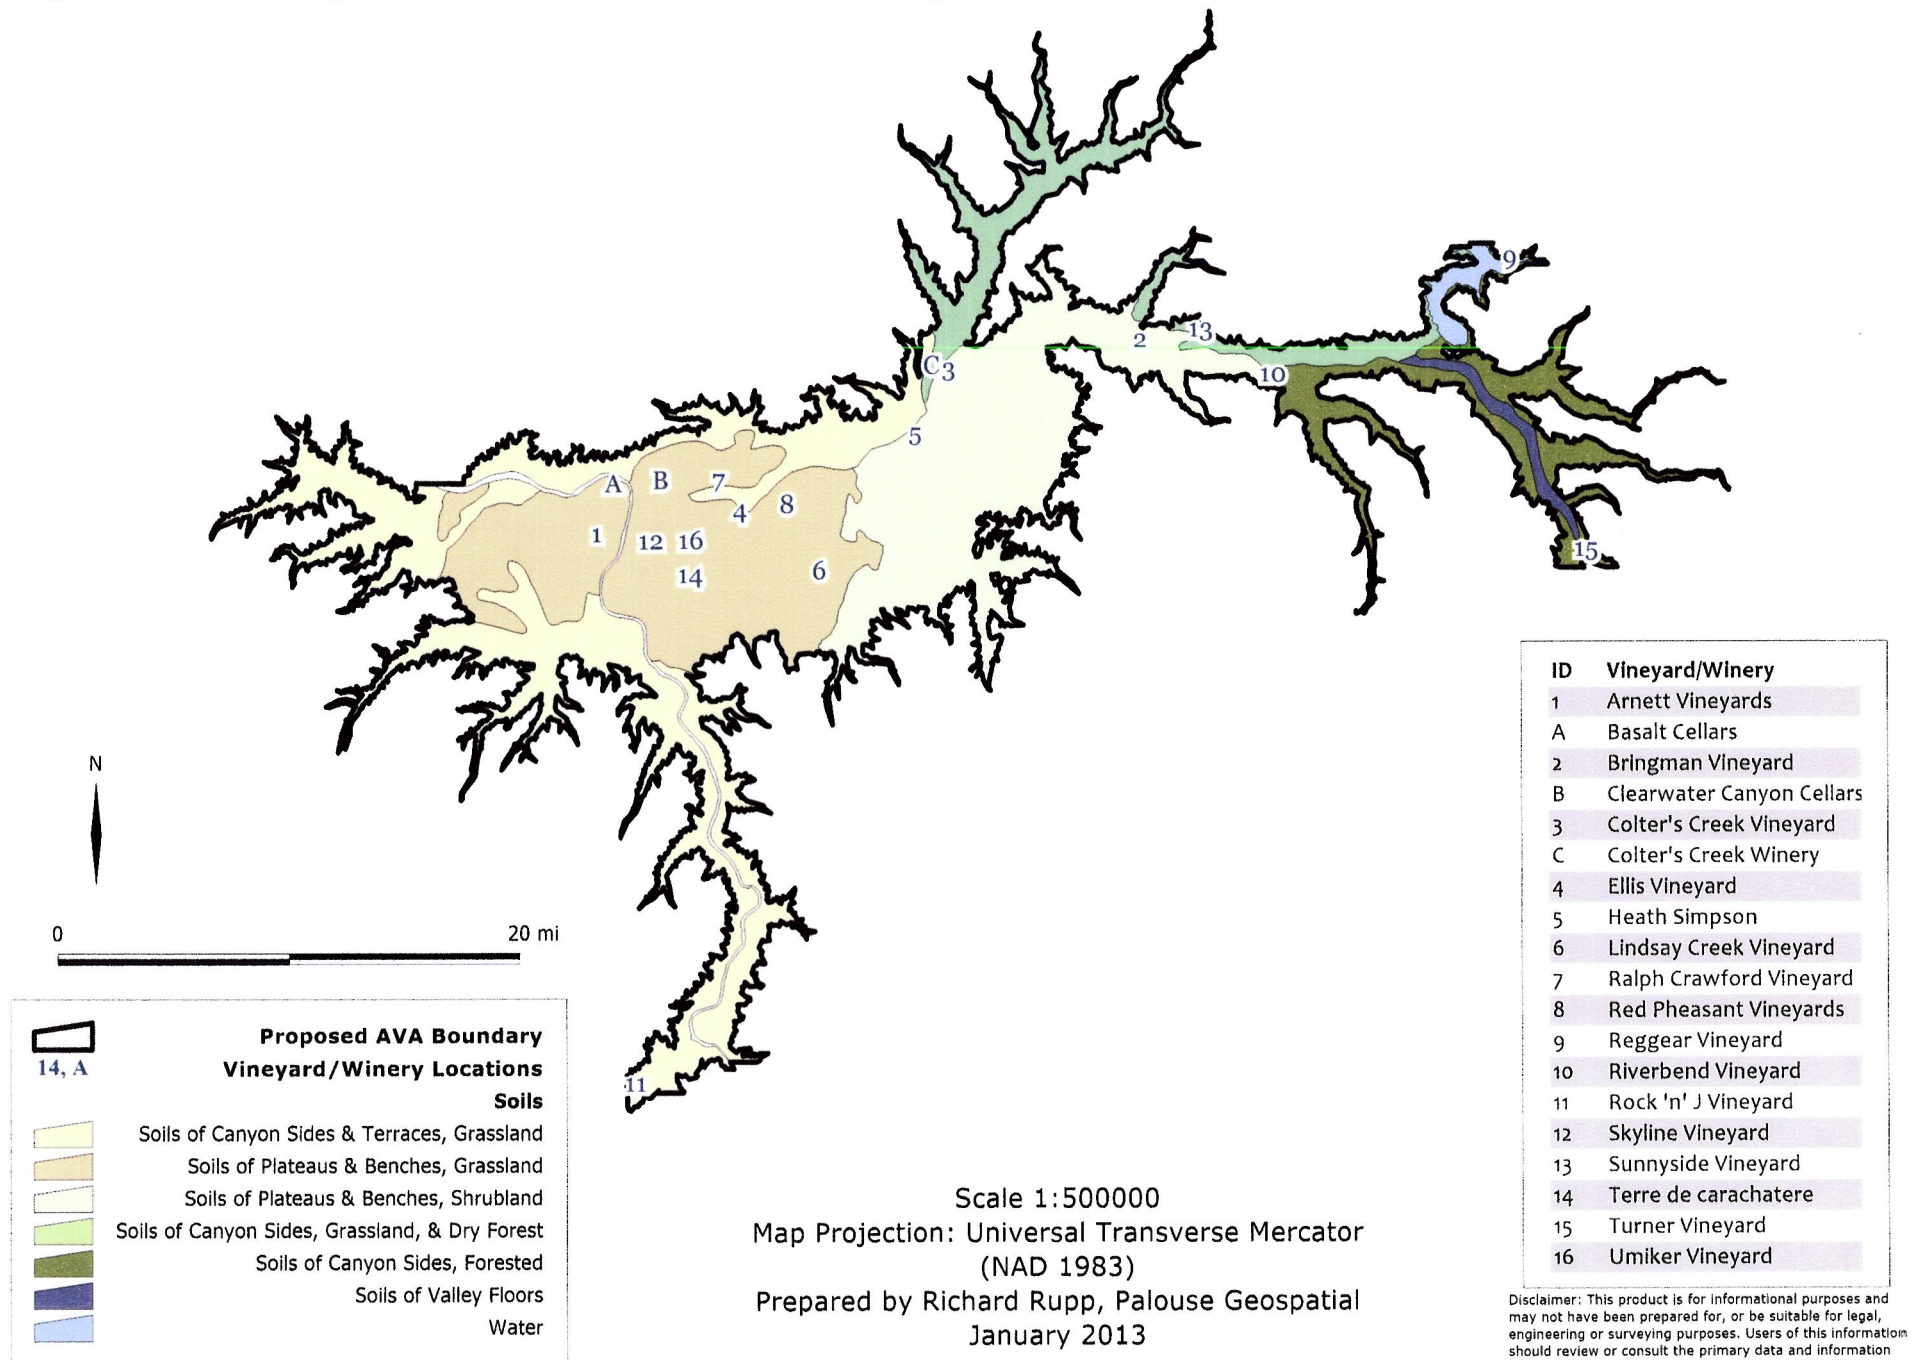 9
13
2
C
3
10
5
A
B
7
8
4
1
12
16
15
14
6
11
N
0 20 mi
Proposed AVA Boundary
14, A Vineyard/Winery Locations
Soils
Soils of Canyon Sides & Terraces, Grassland
Soils of Plateaus & Benches, Grassland
Soils of Plateaus & Benches, Shrubland
Soils of Canyon Sides, Grassland, & Dry Forest
Soils of Canyon Sides, Forested
Soils of Valley Floors
Water
Scale 1:500000
Map Projection: Universal Transverse Mercator
(NAD 1983)
Prepared by Richard Rupp, Palouse Geospatial
January 2013
ID Vineyard/Winery
1 Arnett Vineyards
A Basalt Cellars
2 Bringman Vineyard
B Clearwater Canyon Cellars
3 Colter's Creek Vineyard
C Colter's Creek Winery
4 Ellis Vineyard
5 Heath Simpson
6 Lindsay Creek Vineyard
7 Ralph Crawford Vineyard
8 Red Pheasant Vineyards
9 Reggear Vineyard
10 Riverbend Vineyard
11 Rock 'n' J Vineyard
12 Skyline Vineyard
13 Sunnyside Vineyard
14 Terre de carachatere
15 Turner Vineyard
16 Umiker Vineyard
Disclaimer: This product is for informational purposes and
may not have been prepared for, or be suitable for legal,
engineering or surveying purposes. Users of this information
should review or consult the primary data and information